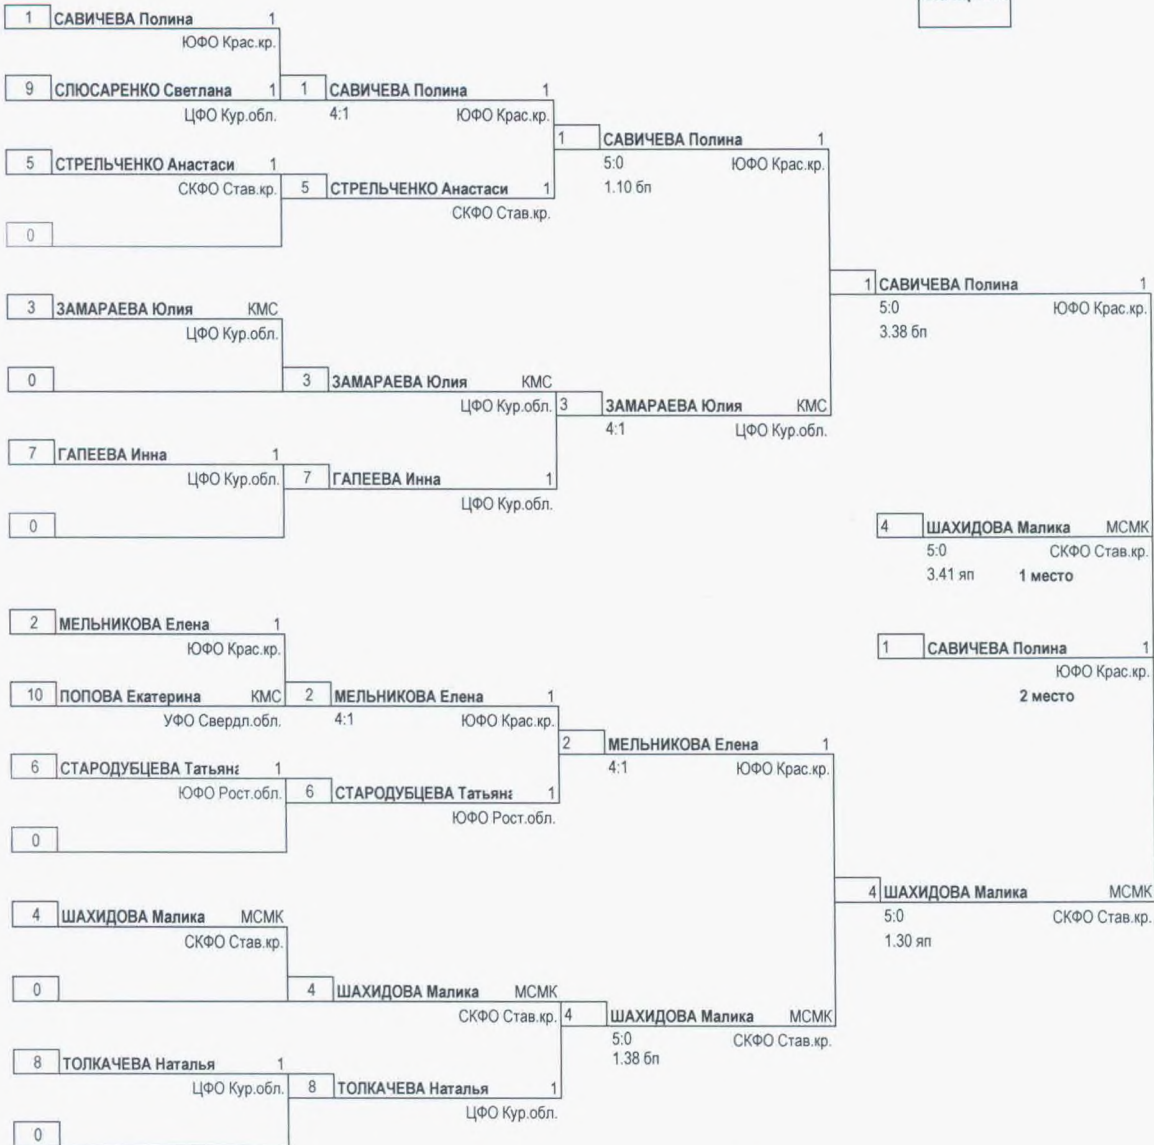 1 САВИЧЕВА Полина 1
ЮФО Крас.кр.
9 СЛЮСАРЕНКО Светлана 1
ЦФО Кур.обл.
5 СТРЕЛЬЧЕНКО Анастаси 1
СКФО Став.кр.
0
3 ЗАМАРАЕВА Юлия КМС
ЦФО Кур.обл.
0
7 ГАПЕЕВА Инна 1
ЦФО Кур.обл.
0
2 МЕЛЬНИКОВА Елена 1
ЮФО Крас.кр.
10 ПОПОВА Екатерина КМС
УФО Свердл.обл.
6 СТАРОДУБЦЕВА Татьяна 1
ЮФО Рост.обл.
0
4 ШАХИДОВА Малика МСМК
СКФО Став.кр.
0
8 ТОЛКАЧЕВА Наталья 1
ЦФО Кур.обл.
0
1 САВИЧЕВА Полина 1
4:1 ЮФО Крас.кр.
5 СТРЕЛЬЧЕНКО Анастаси 1
СКФО Став.кр.
3 ЗАМАРАЕВА Юлия КМС
ЦФО Кур.обл.
7 ГАПЕЕВА Инна 1
ЦФО Кур.обл.
2 МЕЛЬНИКОВА Елена 1
4:1 ЮФО Крас.кр.
6 СТАРОДУБЦЕВА Татьяна 1
ЮФО Рост.обл.
4 ШАХИДОВА Малика МСМК
СКФО Став.кр.
8 ТОЛКАЧЕВА Наталья 1
ЦФО Кур.обл.
1 САВИЧЕВА Полина 1
5:0 ЮФО Крас.кр.
1.10 бп
3 ЗАМАРАЕВА Юлия КМС
4:1 ЦФО Кур.обл.
2 МЕЛЬНИКОВА Елена 1
4:1 ЮФО Крас.кр.
4 ШАХИДОВА Малика МСМК
5:0 СКФО Став.кр.
1.38 бп
1 САВИЧЕВА Полина 1
5:0 ЮФО Крас.кр.
3.38 бп
4 ШАХИДОВА Малика МСМК
5:0 СКФО Став.кр.
3.41 яп 1 место
1 САВИЧЕВА Полина 1
ЮФО Крас.кр.
2 место
4 ШАХИДОВА Малика МСМК
5:0 СКФО Став.кр.
1.30 яп